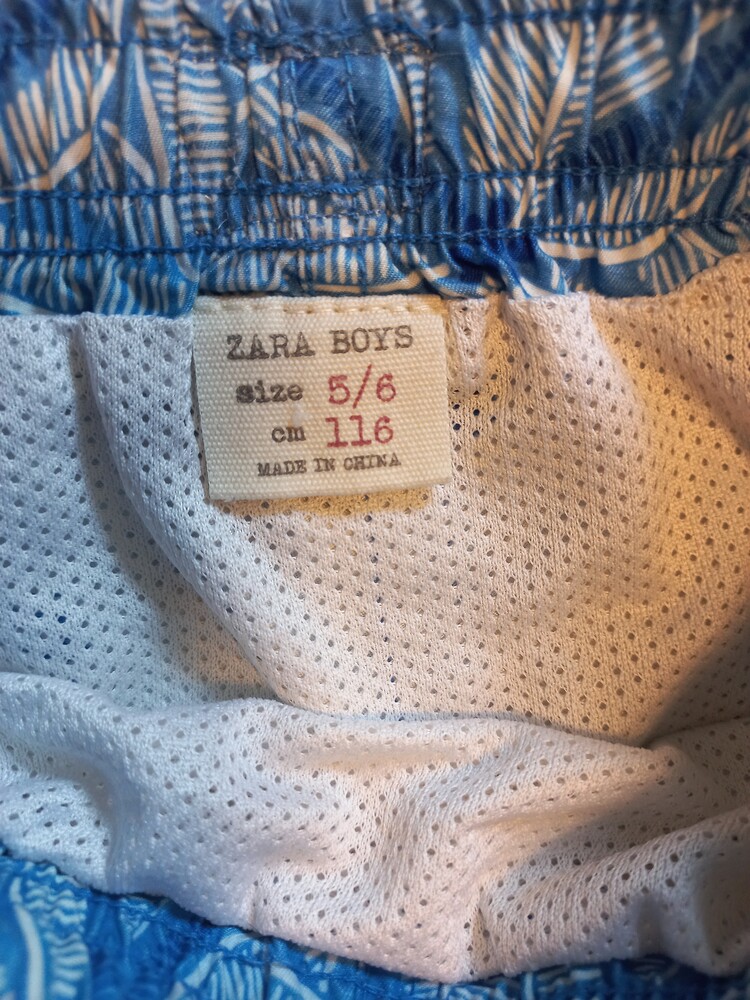 ZARA BOYS
size 5/6
cm 116
MADE IN CHINA